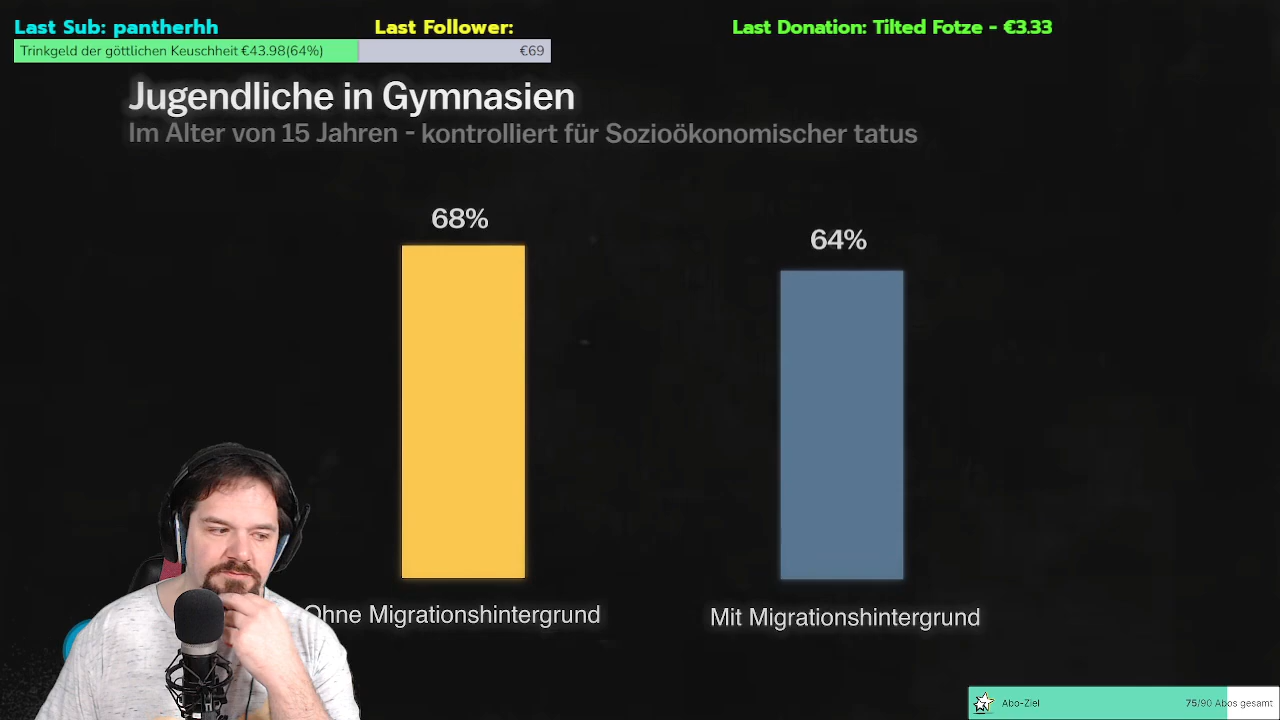 Last Sub: pantherhh
Last Follower:
Last Donation: Tilted Fotze - €3.33
Trinkgeld der göttlichen Keuschheit €43.98(64%)
€69
Jugendliche in Gymnasien
Im Alter von 15 Jahren - kontrolliert für Sozioökonomischer tatus
68%
64%
Ohne Migrationshintergrund
Mit Migrationshintergrund
Abo-Ziel
75/90 Abos gesamt